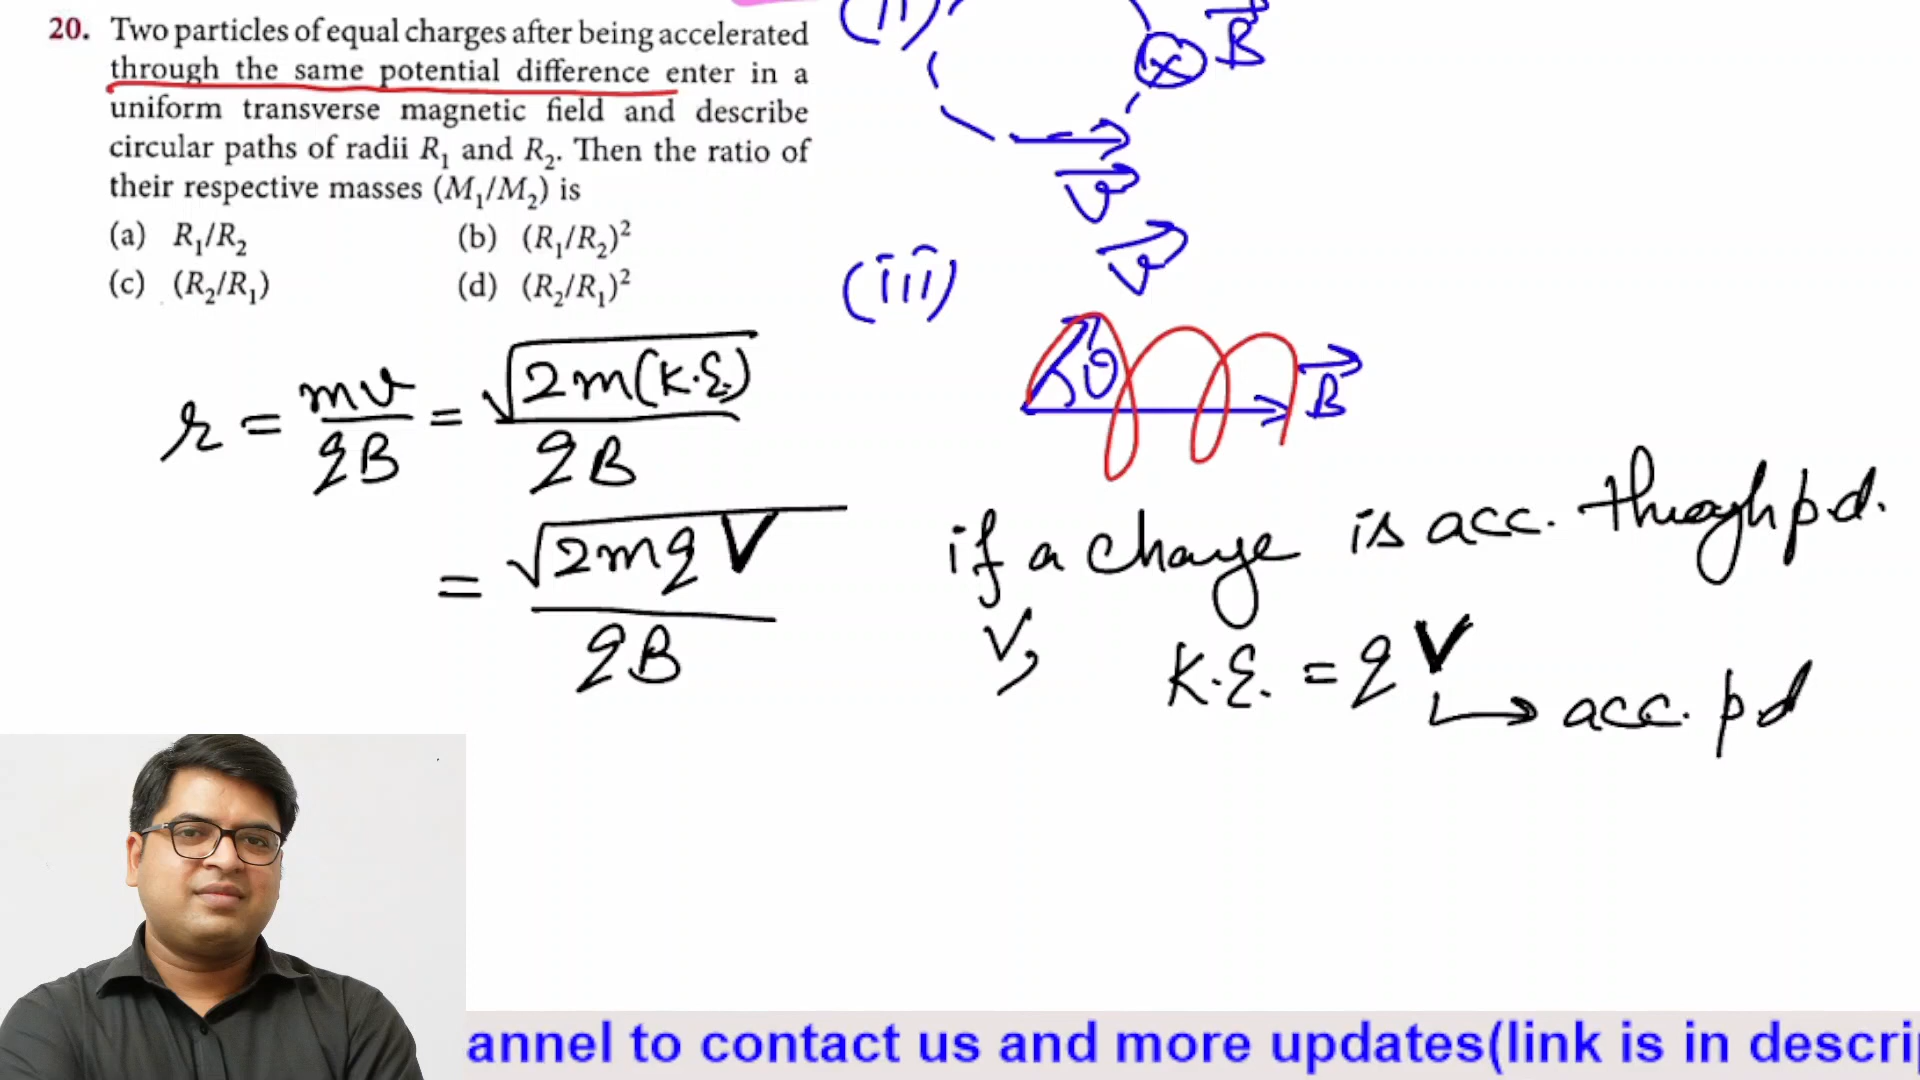 20. Two particles of equal charges after being accelerated
through the same potential difference enter in a
uniform transverse magnetic field and describe
circular paths of radii R₁ and R₂. Then the ratio of
their respective masses (M₁/M₂) is
(a) R₁/R₂ (b) (R₁/R₂)²
(c) (R₂/R₁) (d) (R₂/R₁)²
r = mv/qB = √2m(K.E.)/qB
= √2mqV/qB
(ii)
B
v
(iii)
v
θ
B
if a charge is acc. through p.d.
V,
K.E. = qV
↳ acc. pd
annel to contact us and more updates(link is in descri